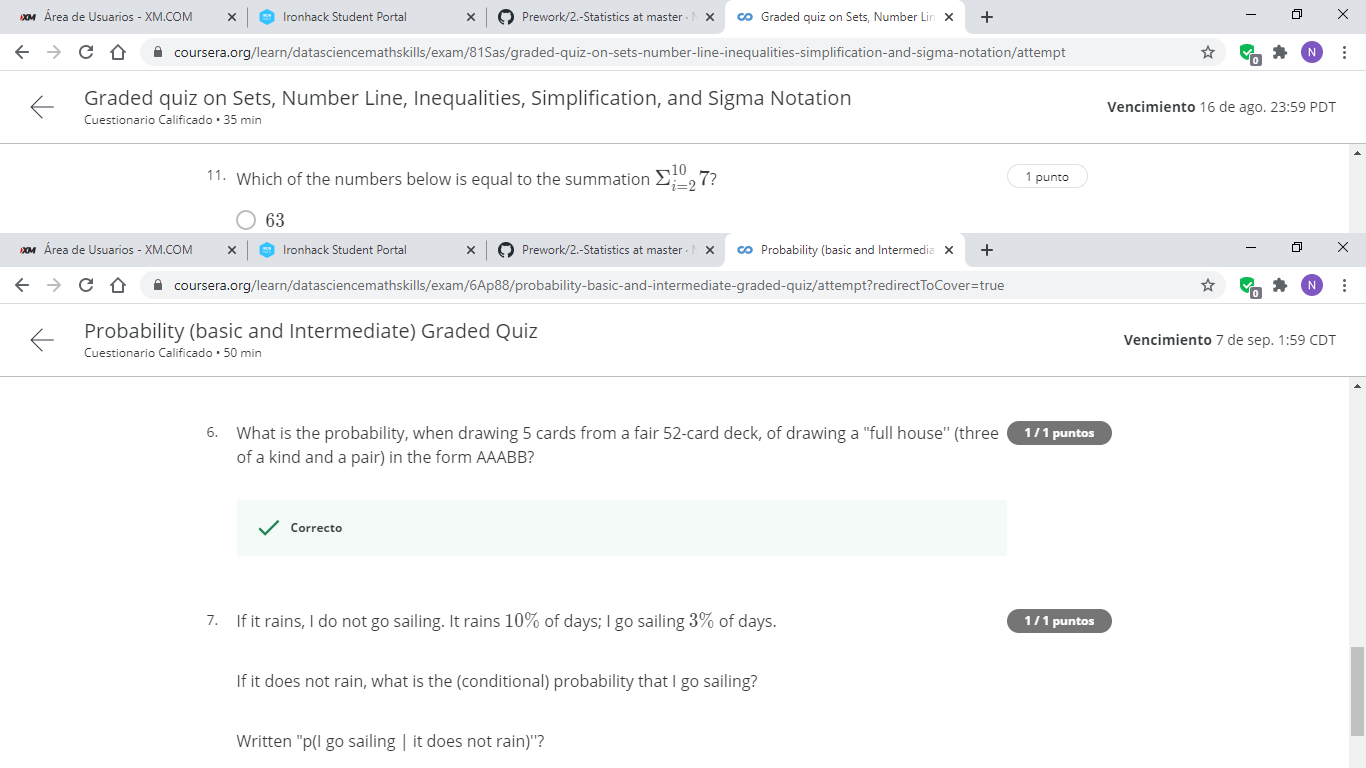 XM Área de Usuarios - XM.COM Ironhack Student Portal Prework/2.-Statistics at master · Graded quiz on Sets, Number Lin
coursera.org/learn/datasciencemathskills/exam/81Sas/graded-quiz-on-sets-number-line-inequalities-simplification-and-sigma-notation/attempt 0 N
Graded quiz on Sets, Number Line, Inequalities, Simplification, and Sigma Notation
Cuestionario Calificado • 35 min
Vencimiento 16 de ago. 23:59 PDT
11. Which of the numbers below is equal to the summation Σ_{i=2}^{10} 7?
1 punto
63
XM Área de Usuarios - XM.COM Ironhack Student Portal Prework/2.-Statistics at master · Probability (basic and Intermedia
coursera.org/learn/datasciencemathskills/exam/6Ap88/probability-basic-and-intermediate-graded-quiz/attempt?redirectToCover=true 0 N
Probability (basic and Intermediate) Graded Quiz
Cuestionario Calificado • 50 min
Vencimiento 7 de sep. 1:59 CDT
6. What is the probability, when drawing 5 cards from a fair 52-card deck, of drawing a "full house" (three
of a kind and a pair) in the form AAABB?
1 / 1 puntos
Correcto
7. If it rains, I do not go sailing. It rains 10% of days; I go sailing 3% of days.
1 / 1 puntos
If it does not rain, what is the (conditional) probability that I go sailing?
Written "p(I go sailing | it does not rain)"?